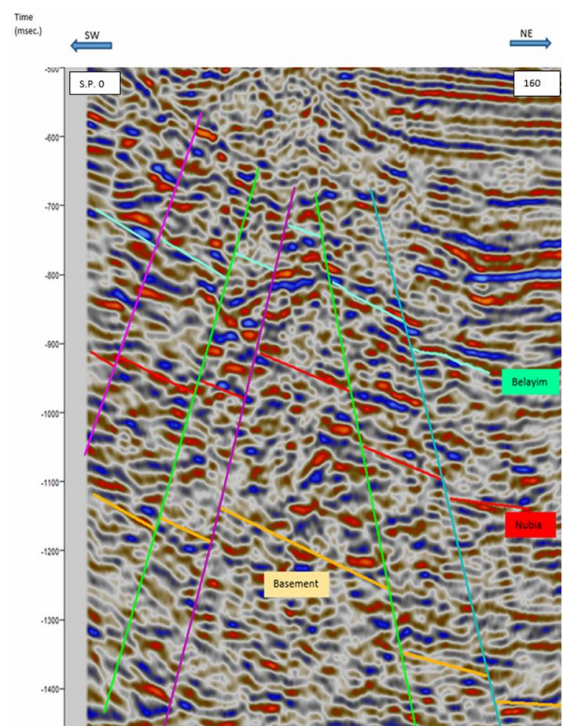 Time
(msec.)
SW
NE
S.P. 0
160
-500
-600
-700
-800
-900
-1000
-1100
-1200
-1300
-1400
Belayim
Nubia
Basement